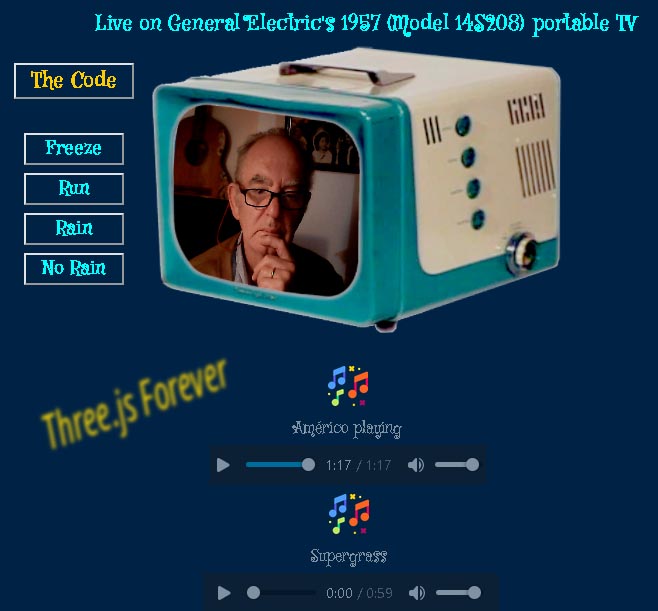 Live on General Electric's 1957 (Model 14S208) portable TV
The Code
Freeze
Run
Rain
No Rain
Three.js Forever
Américo playing
1:17 / 1:17
Supergrass
0:00 / 0:59